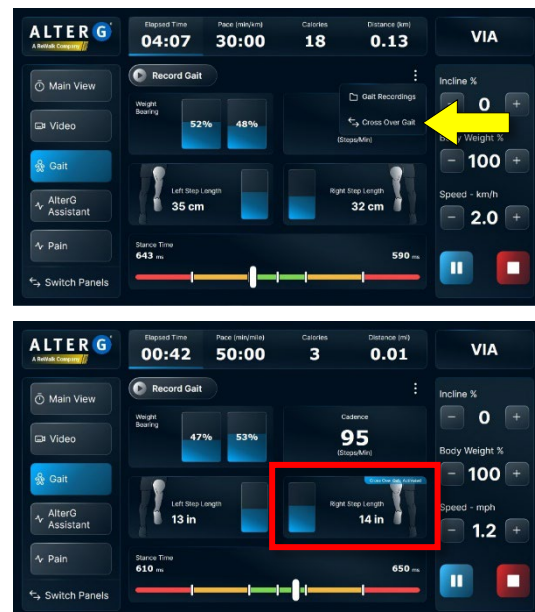 ALTER G
A ReWalk Company
Elapsed Time
04:07
Pace (min/km)
30:00
Calories
18
Distance (km)
0.13
VIA
Main View
Video
Gait
AlterG
Assistant
Pain
Switch Panels
Record Gait
Gait Recordings
Cross Over Gait
Weight
Bearing
52% 48%
(Steps/Min)
Left Step Length
35 cm
Right Step Length
32 cm
Stance Time
643 ms
590 ms
Incline %
0 +
Weight %
- 100 +
Speed - km/h
- 2.0 +
ALTER G
A ReWalk Company
Elapsed Time
00:42
Pace (min/mile)
50:00
Calories
3
Distance (mi)
0.01
VIA
Main View
Video
Gait
AlterG
Assistant
Pain
Switch Panels
Record Gait
Weight
Bearing
47% 53%
Cadence
95
(Steps/Min)
Left Step Length
13 in
Cross Over Gait Activated
Right Step Length
14 in
Stance Time
610 ms
650 ms
Incline %
- 0 +
Body Weight %
- 100 +
Speed - mph
- 1.2 +